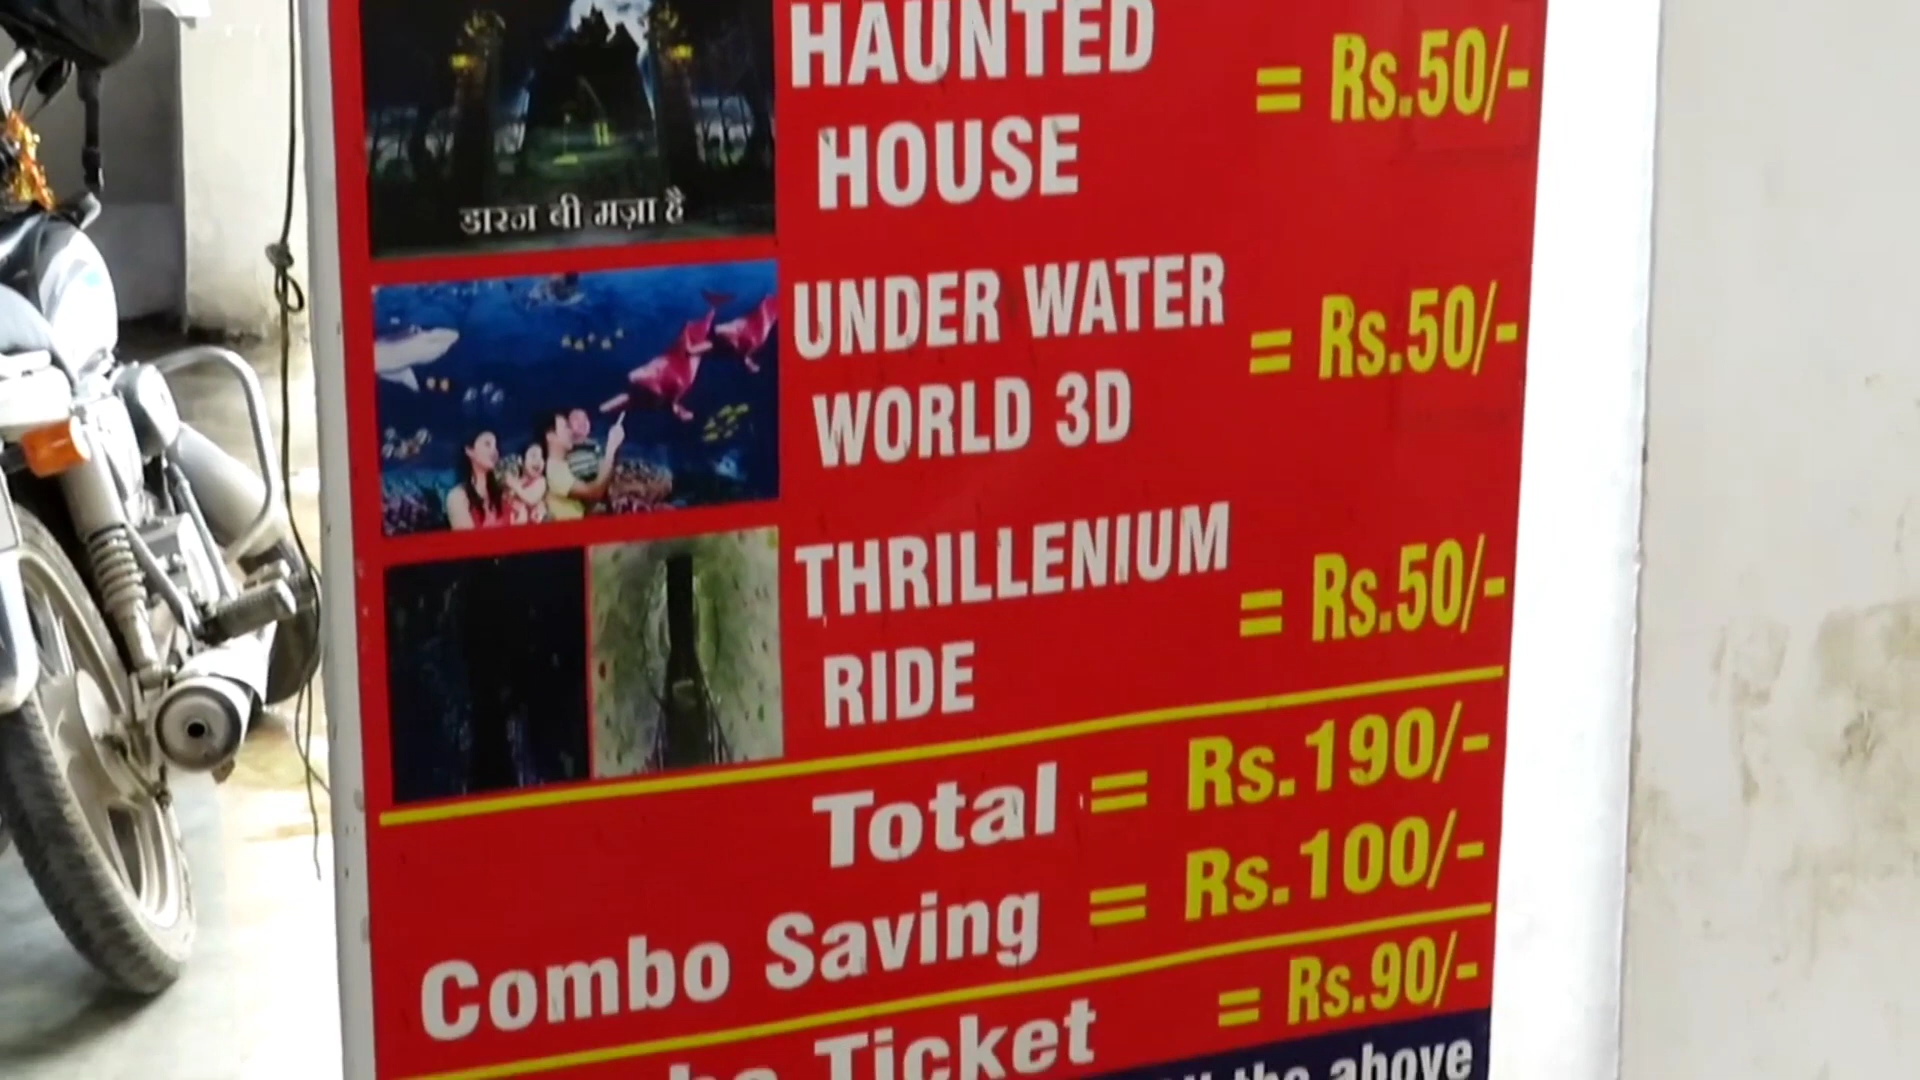 HAUNTED
HOUSE
= Rs.50/-
डारन बी मज़ा है
UNDER WATER
WORLD 3D
= Rs.50/-
THRILLENIUM
RIDE
= Rs.50/-
Total = Rs.190/-
Combo Saving = Rs.100/-
Ticket = Rs.90/-
the above